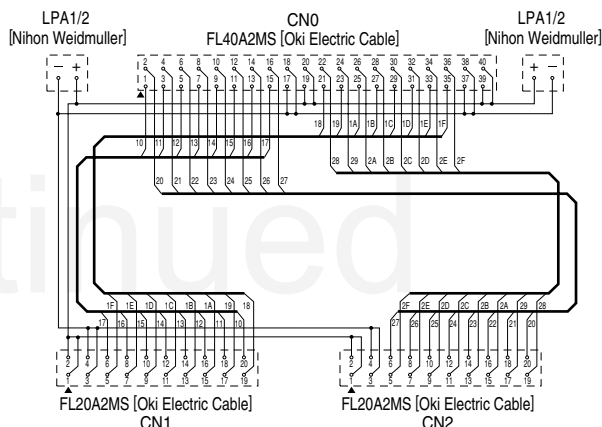 LPA1/2
[Nihon Weidmuller]
CN0
FL40A2MS [Oki Electric Cable]
LPA1/2
[Nihon Weidmuller]
− +
2 4 6 8 10 12 14 16 18 20 22 24 26 28 30 32 34 36 38 40
+ −
1 3 5 7 9 11 13 15 17 19 21 23 25 27 29 31 33 35 37 39
18 19 1A 1B 1C 1D 1E 1F
10 11 12 13 14 15 16 17
28 29 2A 2B 2C 2D 2E 2F
20 21 22 23 24 25 26 27
tinued
1F 1E 1D 1C 1B 1A 19 18
2F 2E 2D 2C 2B 2A 29 28
17 16 15 14 13 12 11 10
27 26 25 24 23 22 21 20
2 4 6 8 10 12 14 16 18 20
2 4 6 8 10 12 14 16 18 20
1 3 5 7 9 11 13 15 17 19
1 3 5 7 9 11 13 15 17 19
FL20A2MS [Oki Electric Cable]
CN1
FL20A2MS [Oki Electric Cable]
CN2